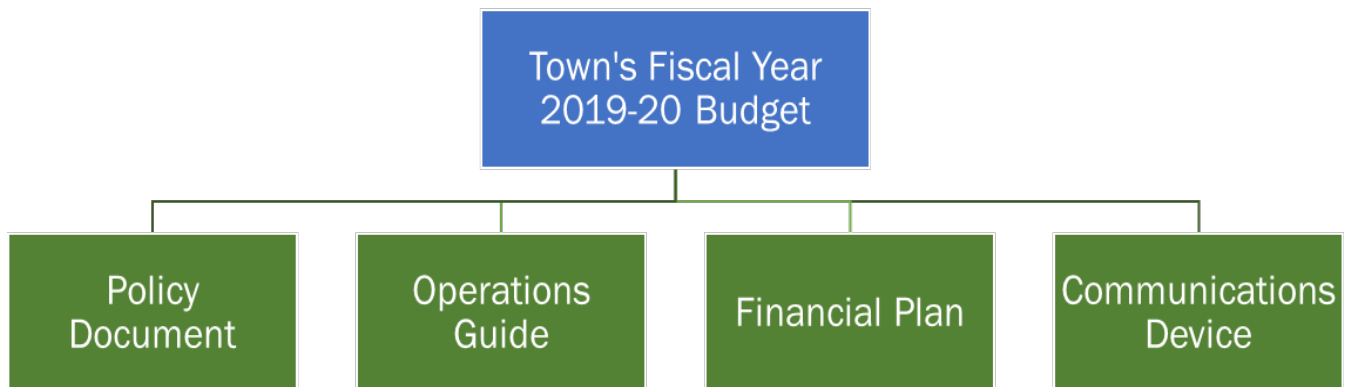 Town's Fiscal Year
2019-20 Budget
Policy
Document
Operations
Guide
Financial Plan
Communications
Device